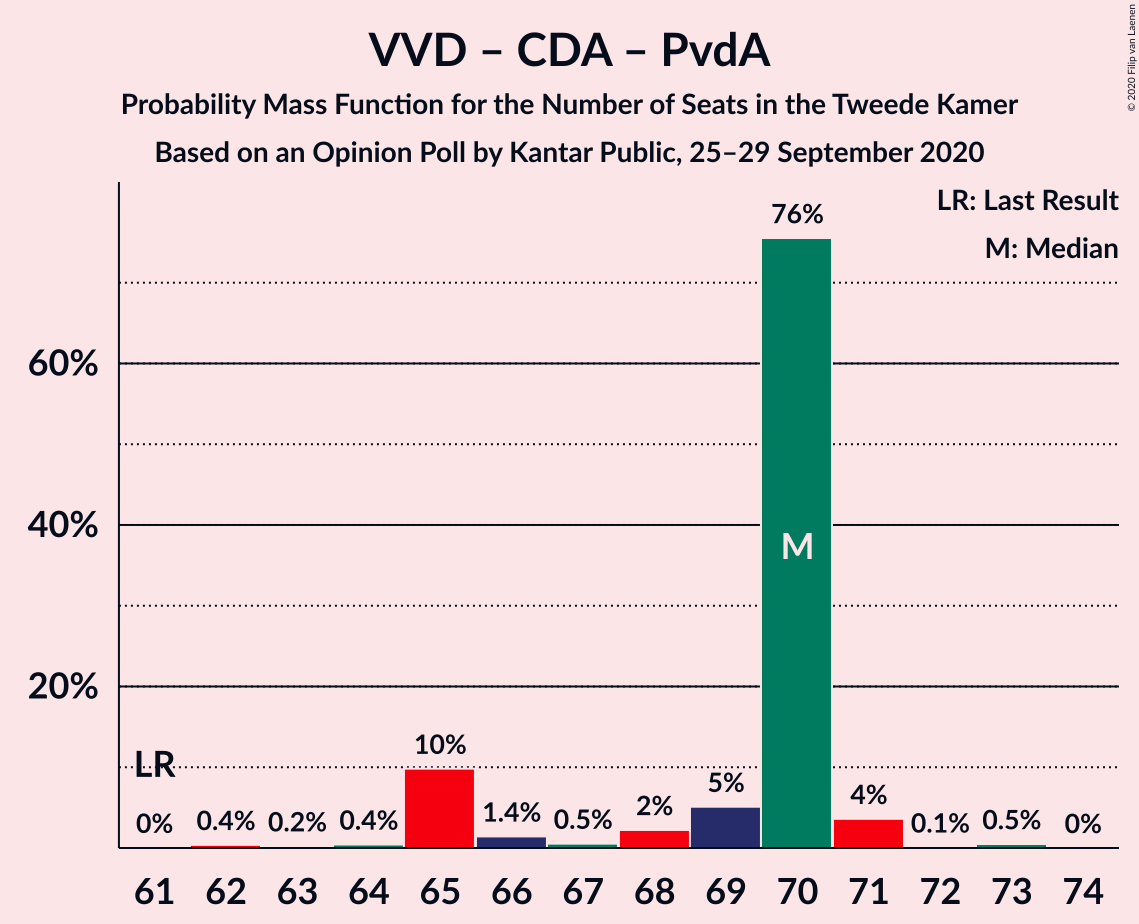 VVD – CDA – PvdA
Probability Mass Function for the Number of Seats in the Tweede Kamer
Based on an Opinion Poll by Kantar Public, 25–29 September 2020
© 2020 Filip van Laenen
LR: Last Result
M: Median
60%
40%
20%
LR
M
0%
0.4%
0.2%
0.4%
10%
1.4%
0.5%
2%
5%
76%
4%
0.1%
0.5%
0%
61 62 63 64 65 66 67 68 69 70 71 72 73 74